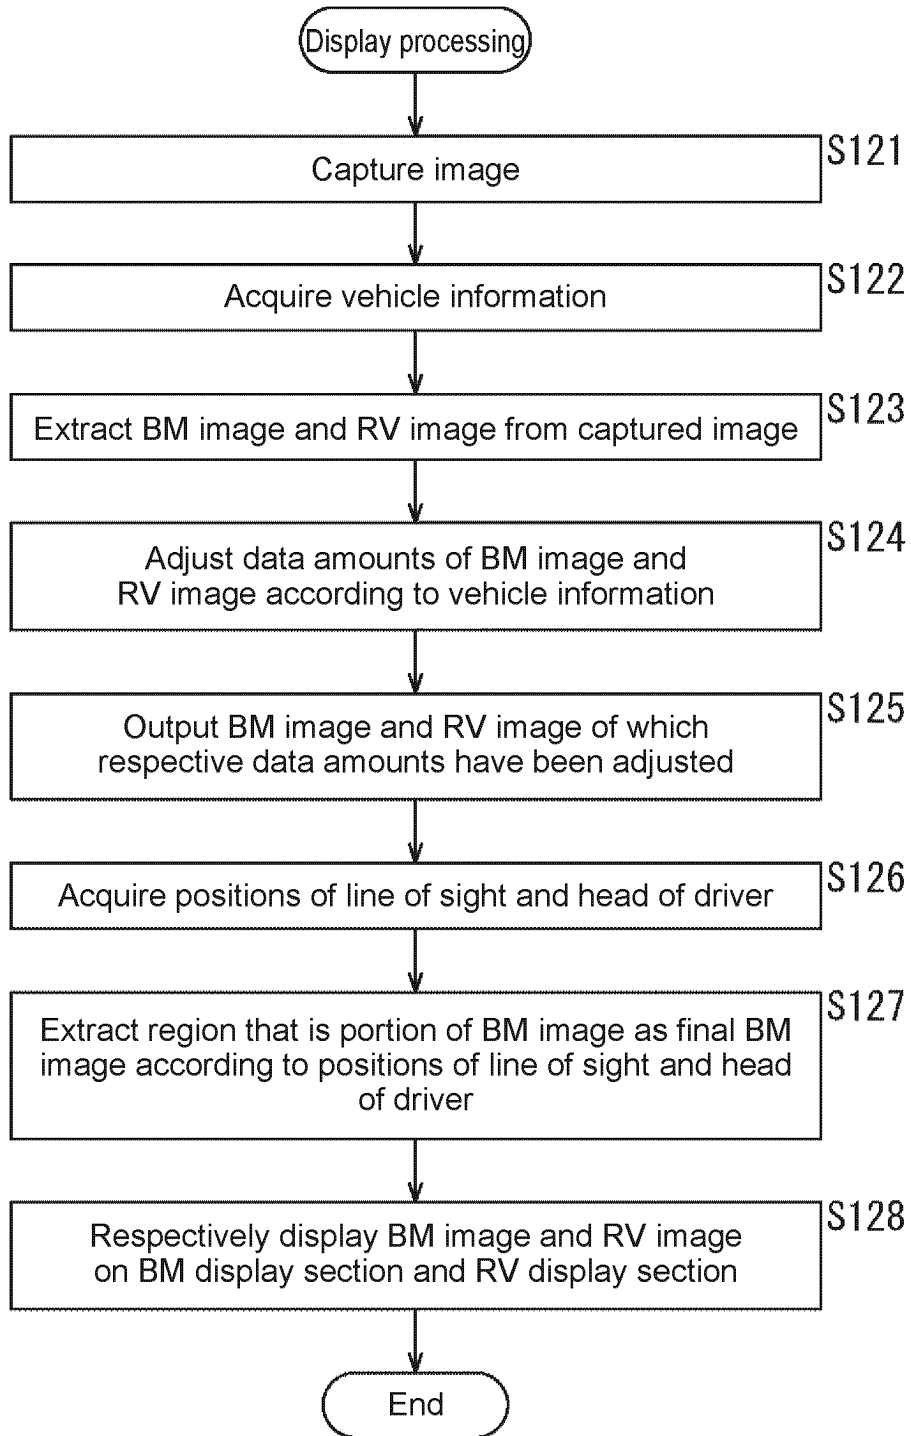 Display processing
S121
Capture image
S122
Acquire vehicle information
S123
Extract BM image and RV image from captured image
S124
Adjust data amounts of BM image and
RV image according to vehicle information
S125
Output BM image and RV image of which
respective data amounts have been adjusted
S126
Acquire positions of line of sight and head of driver
S127
Extract region that is portion of BM image as final BM
image according to positions of line of sight and head
of driver
S128
Respectively display BM image and RV image
on BM display section and RV display section
End